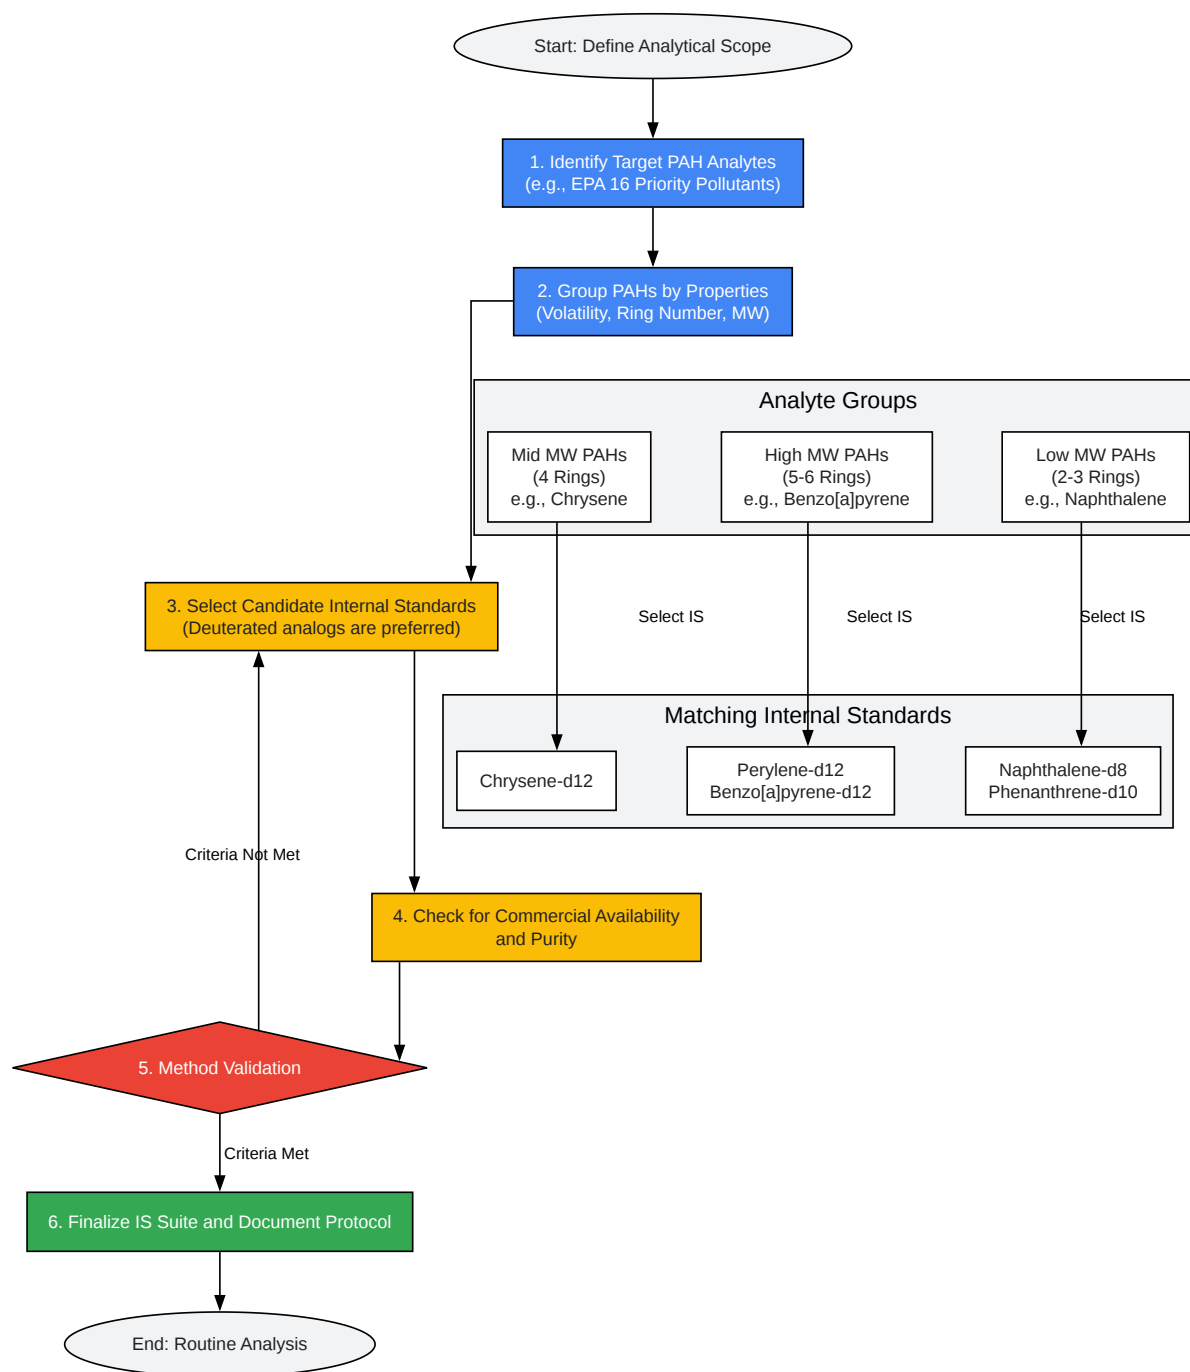 Start: Define Analytical Scope
1. Identify Target PAH Analytes
(e.g., EPA 16 Priority Pollutants)
2. Group PAHs by Properties
(Volatility, Ring Number, MW)
Analyte Groups
Mid MW PAHs
(4 Rings)
e.g., Chrysene
High MW PAHs
(5-6 Rings)
e.g., Benzo[a]pyrene
Low MW PAHs
(2-3 Rings)
e.g., Naphthalene
3. Select Candidate Internal Standards
(Deuterated analogs are preferred)
Select IS
Select IS
Select IS
Matching Internal Standards
Chrysene-d12
Perylene-d12
Benzo[a]pyrene-d12
Naphthalene-d8
Phenanthrene-d10
Criteria Not Met
4. Check for Commercial Availability
and Purity
5. Method Validation
Criteria Met
6. Finalize IS Suite and Document Protocol
End: Routine Analysis